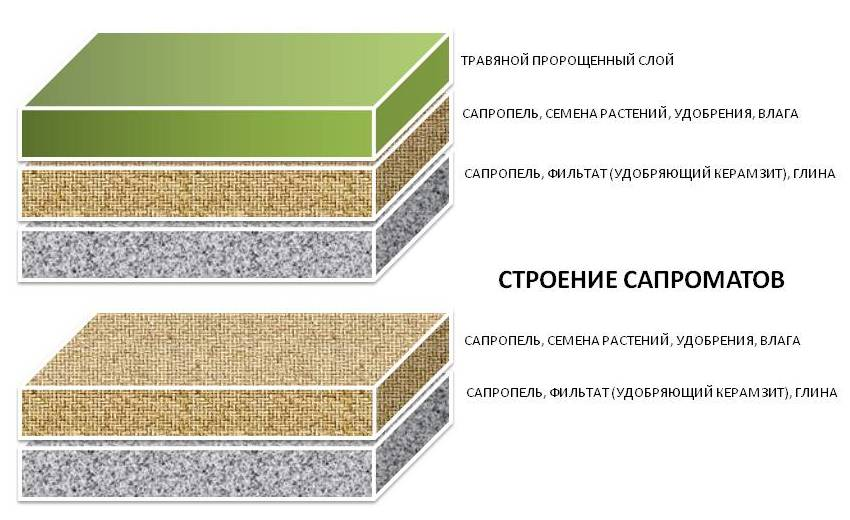 ТРАВЯНОЙ ПРОРОЩЕННЫЙ СЛОЙ
САПРОПЕЛЬ, СЕМЕНА РАСТЕНИЙ, УДОБРЕНИЯ, ВЛАГА
САПРОПЕЛЬ, ФИЛЬТАТ (УДОБРЯЮЩИЙ КЕРАМЗИТ), ГЛИНА
СТРОЕНИЕ САПРОМАТОВ
САПРОПЕЛЬ, СЕМЕНА РАСТЕНИЙ, УДОБРЕНИЯ, ВЛАГА
САПРОПЕЛЬ, ФИЛЬТАТ (УДОБРЯЮЩИЙ КЕРАМЗИТ), ГЛИНА